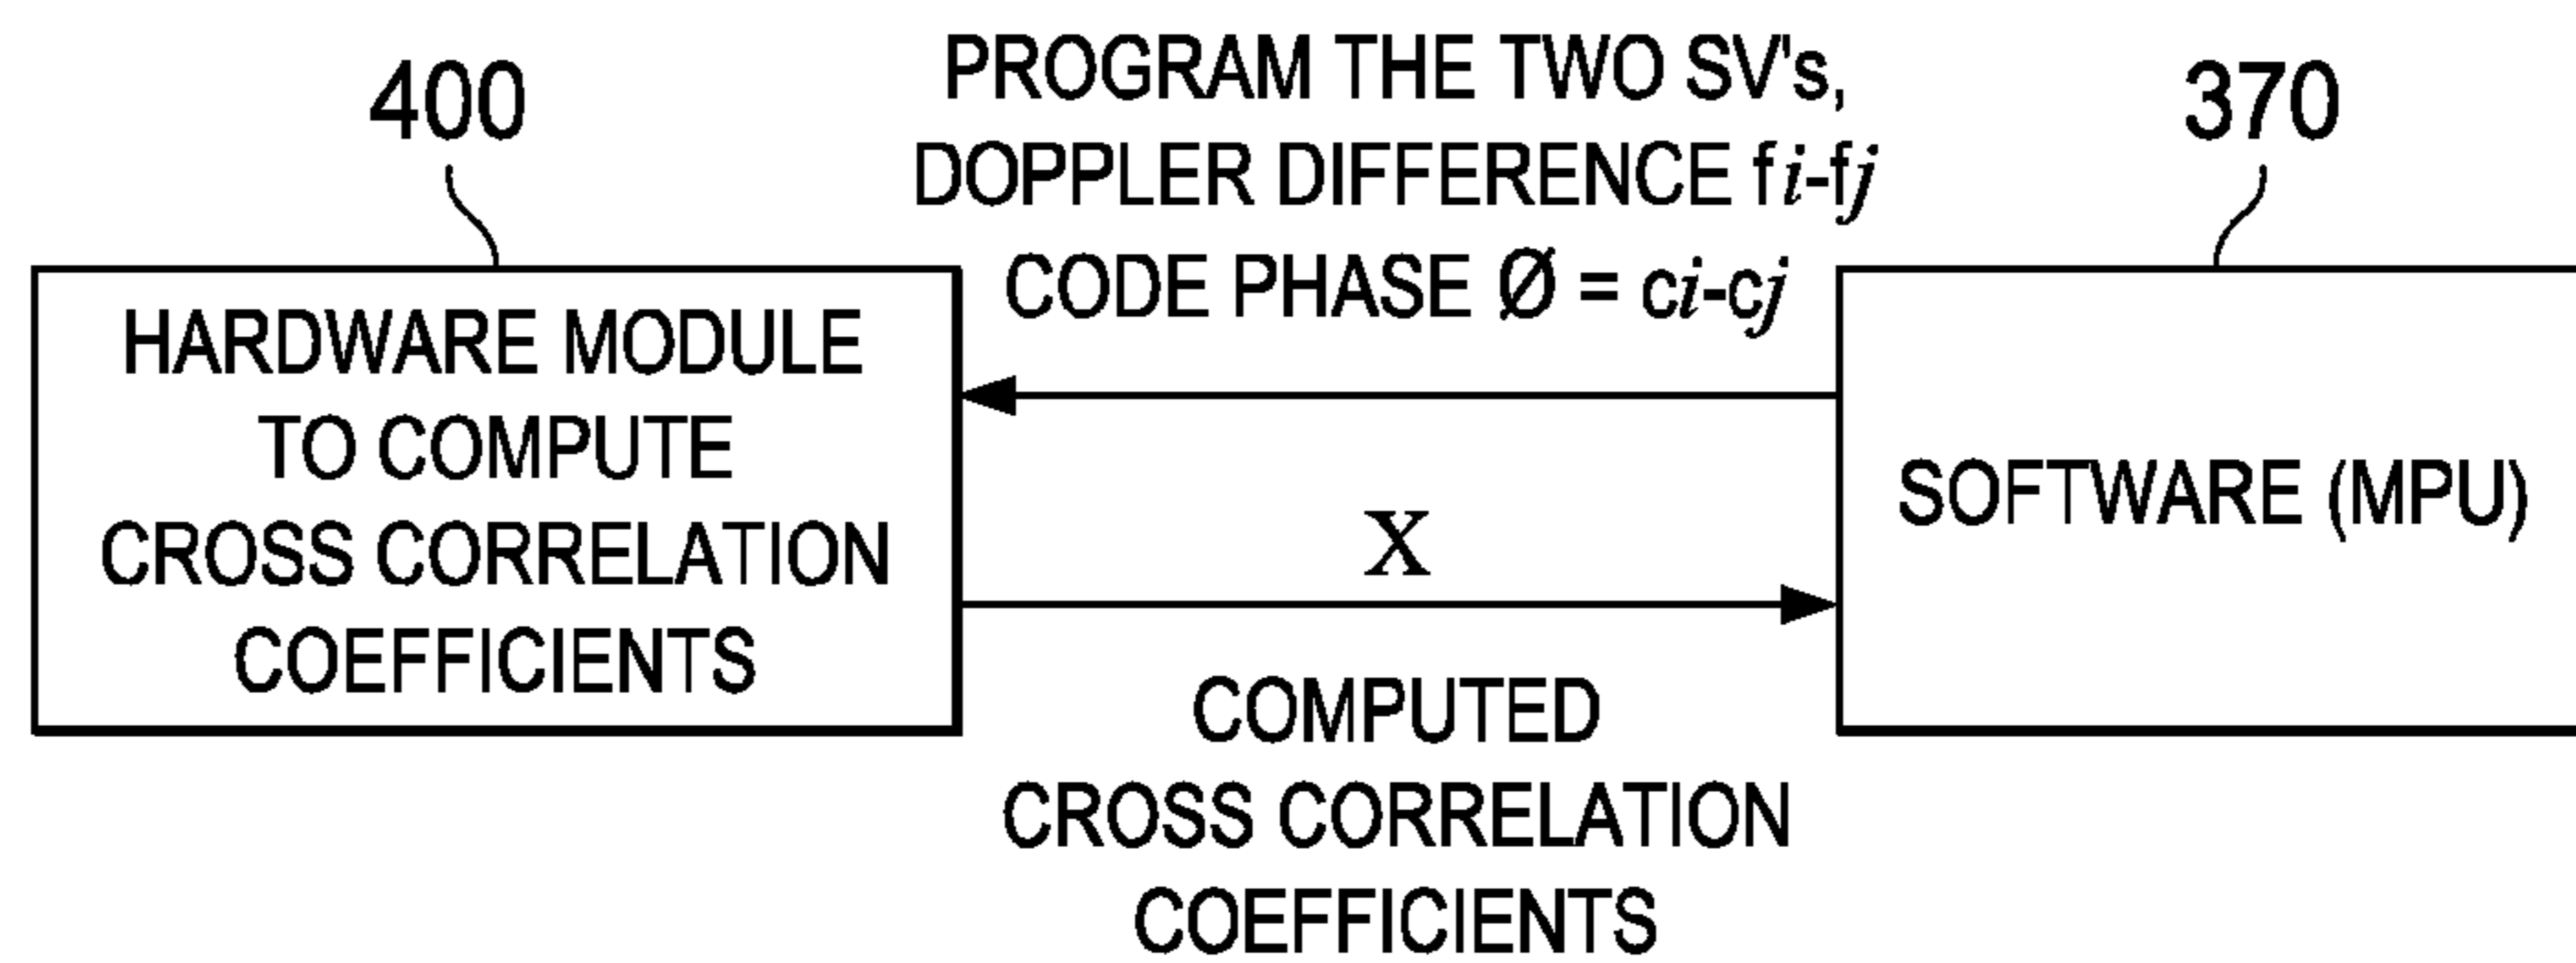 400
PROGRAM THE TWO SV's,
DOPPLER DIFFERENCE fi-fj
CODE PHASE Ø = ci-cj
370
HARDWARE MODULE
TO COMPUTE
CROSS CORRELATION
COEFFICIENTS
X
SOFTWARE (MPU)
COMPUTED
CROSS CORRELATION
COEFFICIENTS